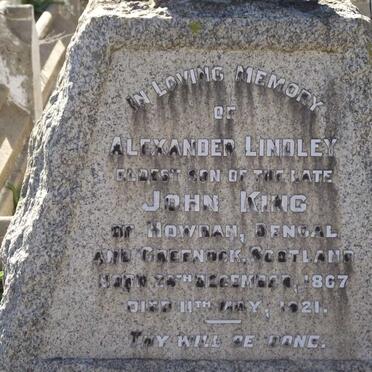 IN LOVING MEMORY
OF
ALEXANDER LINDLEY
ELDEST SON OF THE LATE
JOHN KING
OF HOWDAH, BENGAL
AND GREENOCK, SCOTLAND
BORN DECEMBER, 1867
DIED 11TH MAY, 1921.
THY WILL BE DONE.